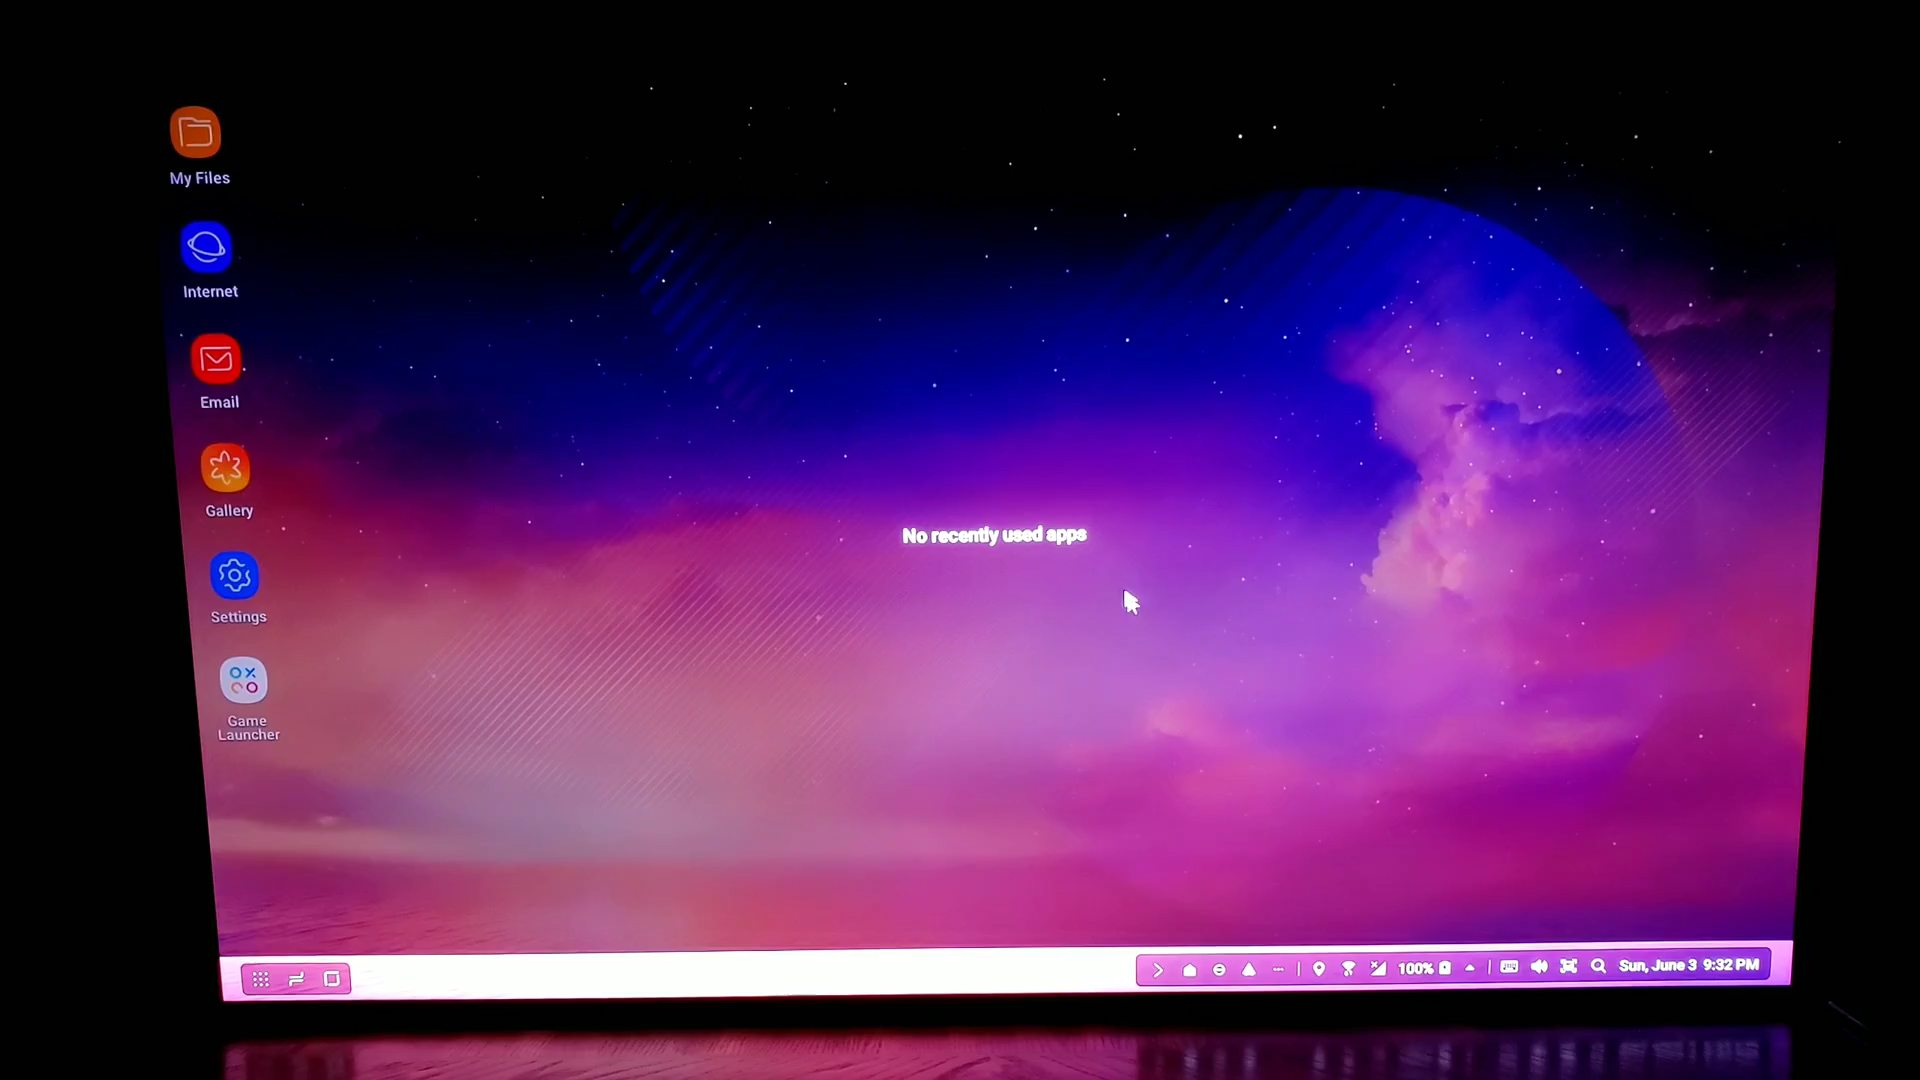 My Files
Internet
Email
Gallery
Settings
Game
Launcher
No recently used apps
100%
Sun, June 3 9:32 PM